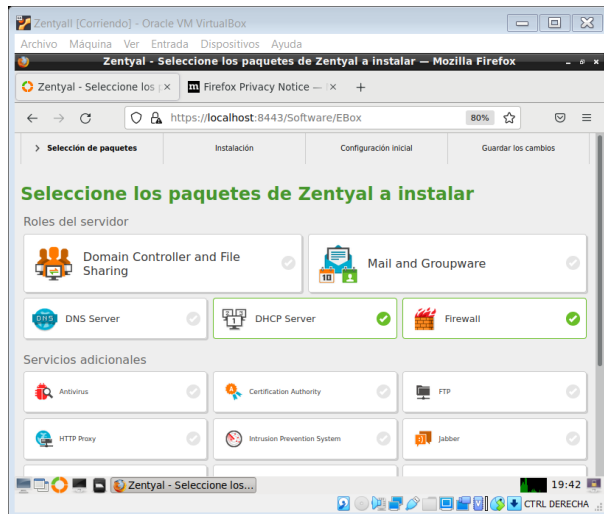 Zentyall [Corriendo] - Oracle VM VirtualBox
Archivo Máquina Ver Entrada Dispositivos Ayuda
Zentyal - Seleccione los paquetes de Zentyal a instalar — Mozilla Firefox
Zentyal - Seleccione los Firefox Privacy Notice —
https://localhost:8443/Software/EBox 80%
Selección de paquetes Instalación Configuración inicial Guardar los cambios
Seleccione los paquetes de Zentyal a instalar
Roles del servidor
Domain Controller and File
Sharing
Mail and Groupware
DNS DNS Server DHCP Server Firewall
Servicios adicionales
Antivirus Certification Authority FTP
HTTP Proxy Intrusion Prevention System Jabber
Zentyal - Seleccione los... 19:42
CTRL DERECHA